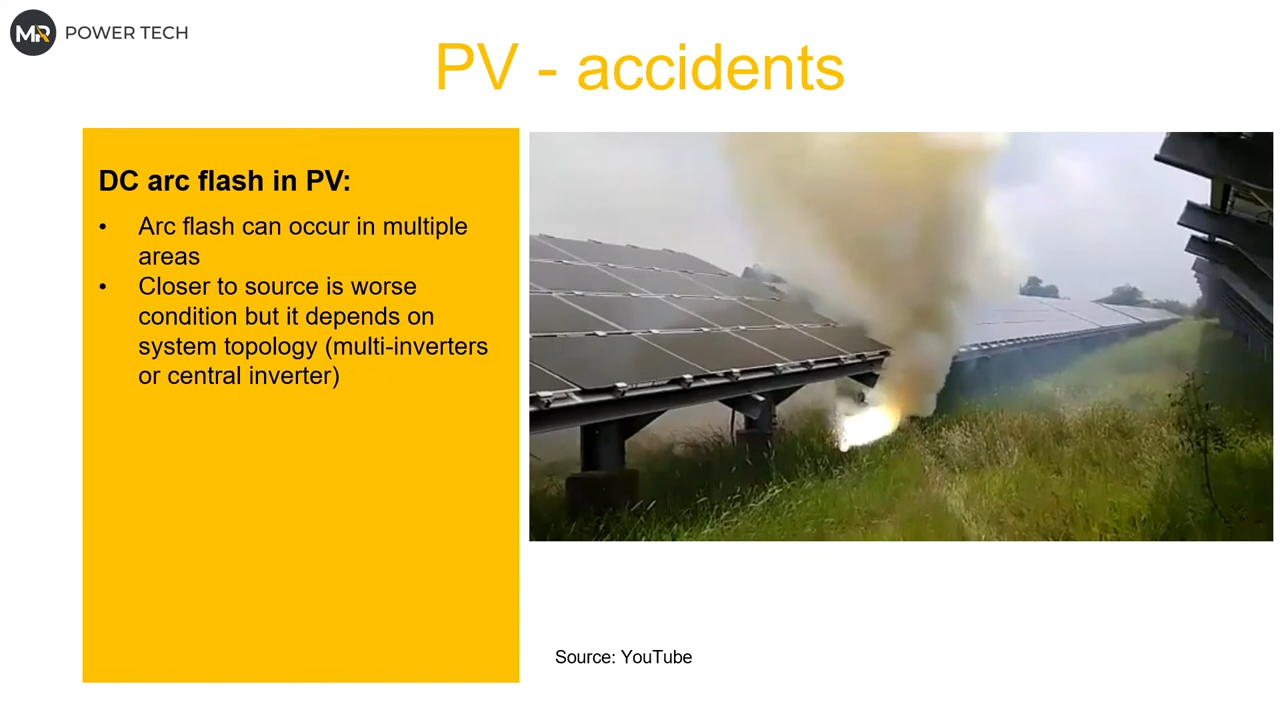 MR POWER TECH
PV - accidents
DC arc flash in PV:
• Arc flash can occur in multiple
areas
• Closer to source is worse
condition but it depends on
system topology (multi-inverters
or central inverter)
Source: YouTube